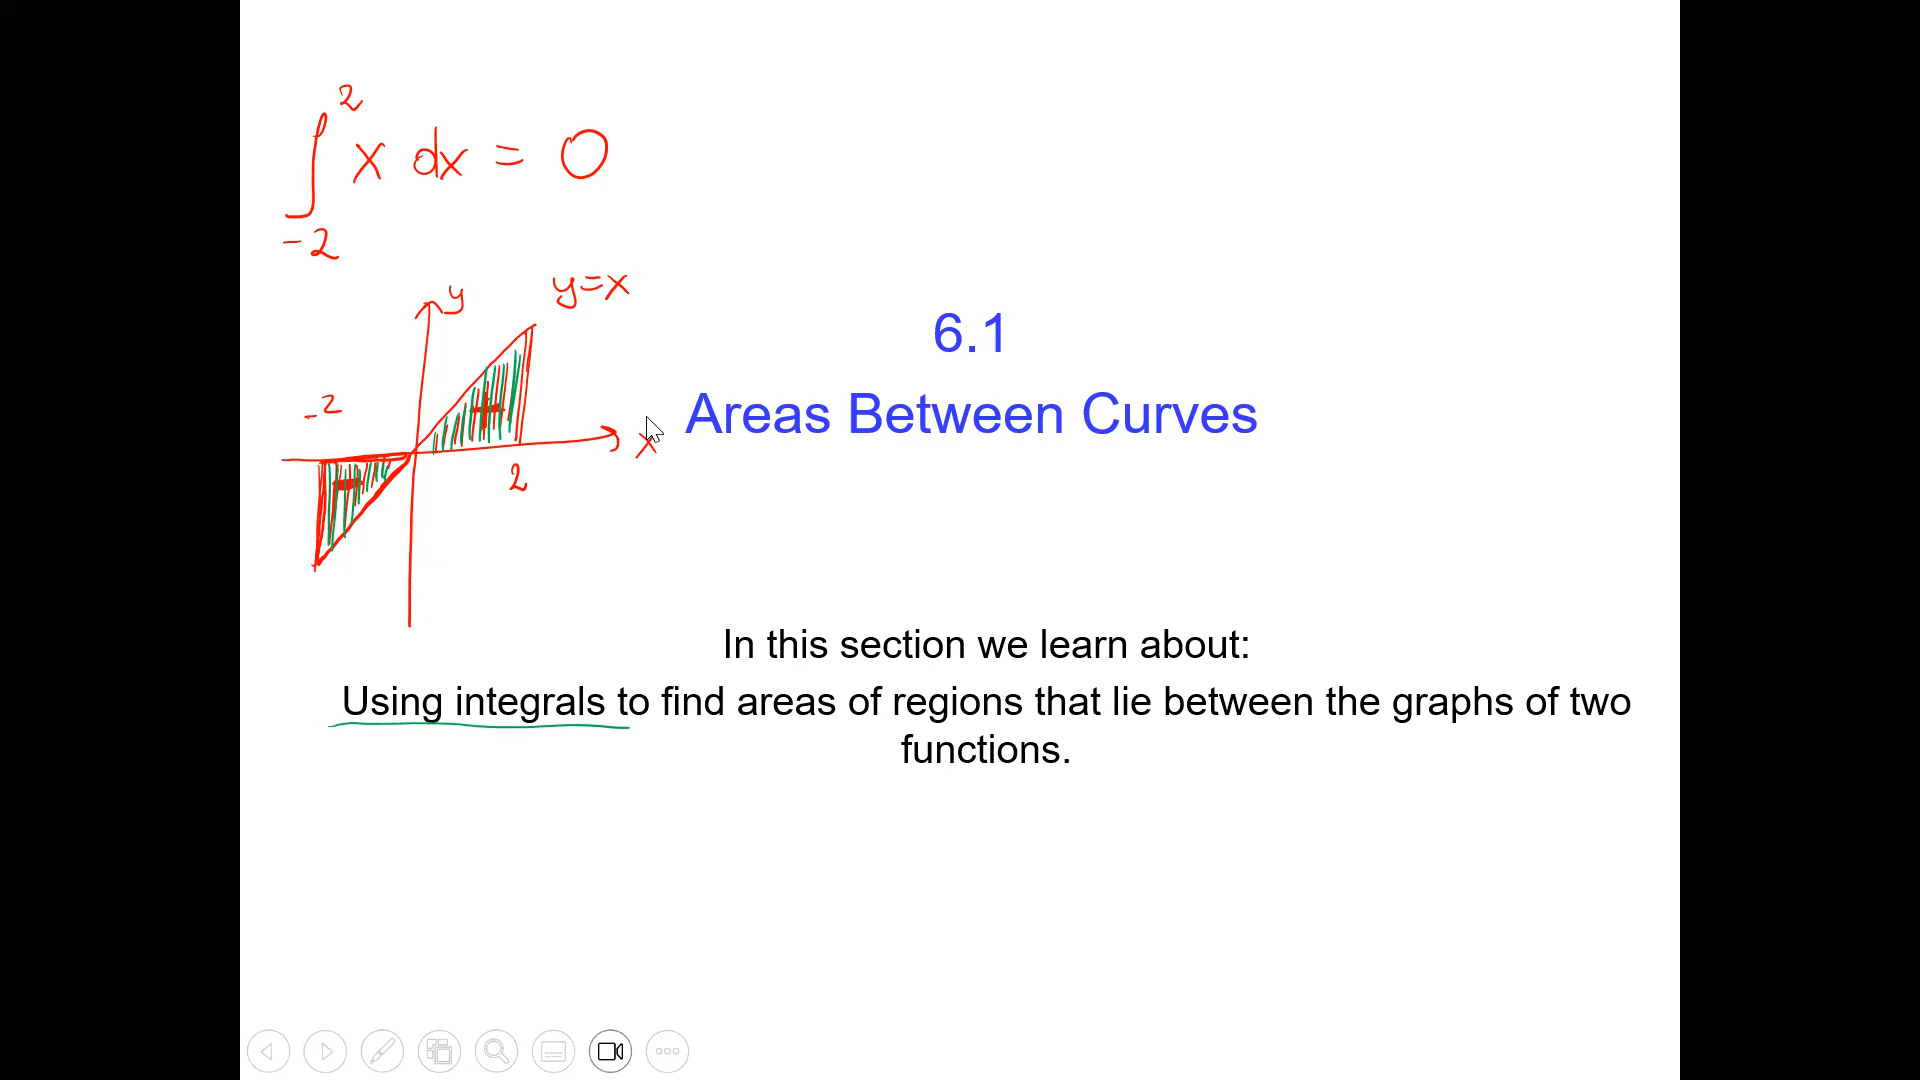 ∫_{-2}^{2} x dx = 0
y
y=x
-2
+
x
2
-
6.1
Areas Between Curves
In this section we learn about:
Using integrals to find areas of regions that lie between the graphs of two
functions.